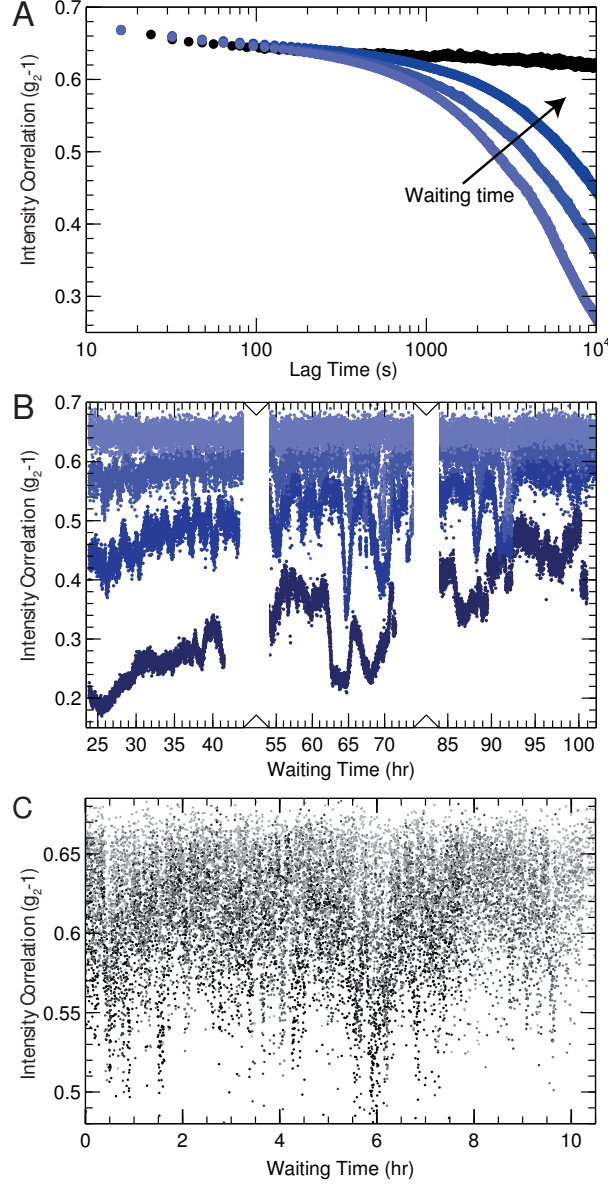 A
0.7
0.6
0.5
0.4
0.3
Intensity Correlation (g2-1)
Waiting time
10
100
1000
10⁴
Lag Time (s)
B
0.7
0.6
0.5
0.4
0.3
0.2
Intensity Correlation (g2-1)
25 30 35 40 55 60 65 70 85 90 95 100
Waiting Time (hr)
C
0.65
0.6
0.55
0.5
Intensity Correlation (g2-1)
0 2 4 6 8 10
Waiting Time (hr)